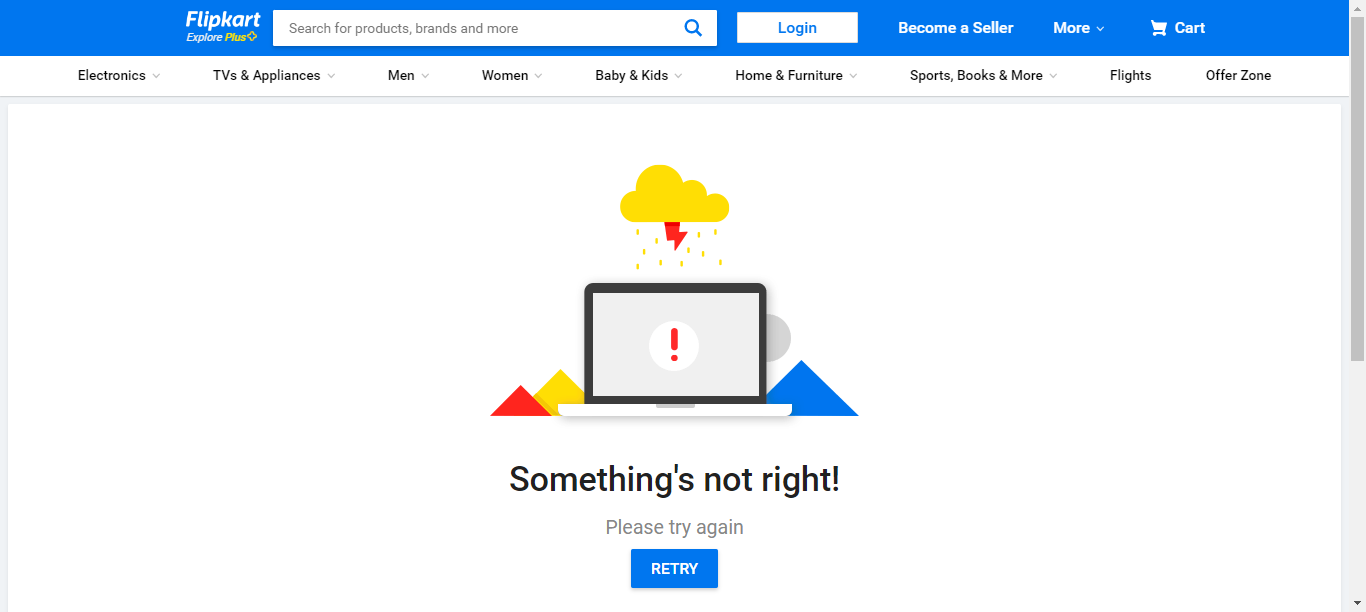 Flipkart
Explore Plus
Search for products, brands and more
Login
Become a Seller
More
Cart
Electronics
TVs & Appliances
Men
Women
Baby & Kids
Home & Furniture
Sports, Books & More
Flights
Offer Zone
!
Something's not right!
Please try again
RETRY